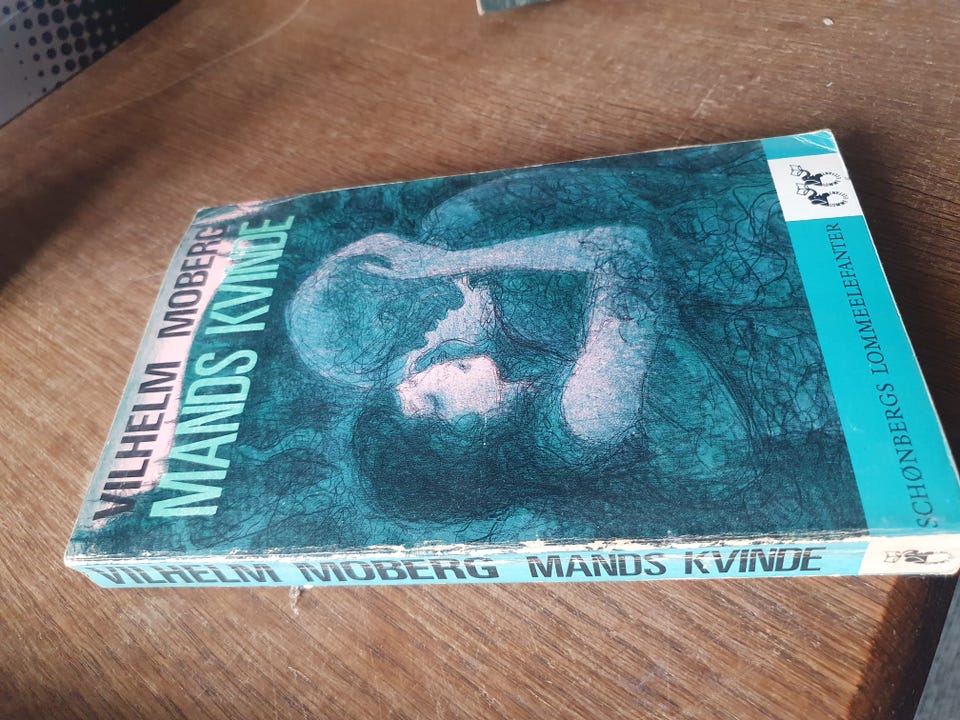 VILHELM MOBERG
MANDS KVINDE
SCHØNBERGS LOMMEELEFANTER
VILHELM MOBERG MANDS KVINDE